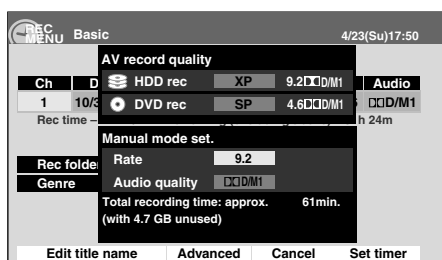 REC MENU Basic 4/23(Su)17:50
AV record quality
HDD rec XP 9.2 D/M1
DVD rec SP 4.6 D/M1
Ch D Audio
1 10/3 D/M1
Rec time – h 24m
Manual mode set.
Rate 9.2
Audio quality D/M1
Rec folder
Genre
Total recording time: approx. 61min.
(with 4.7 GB unused)
Edit title name Advanced Cancel Set timer